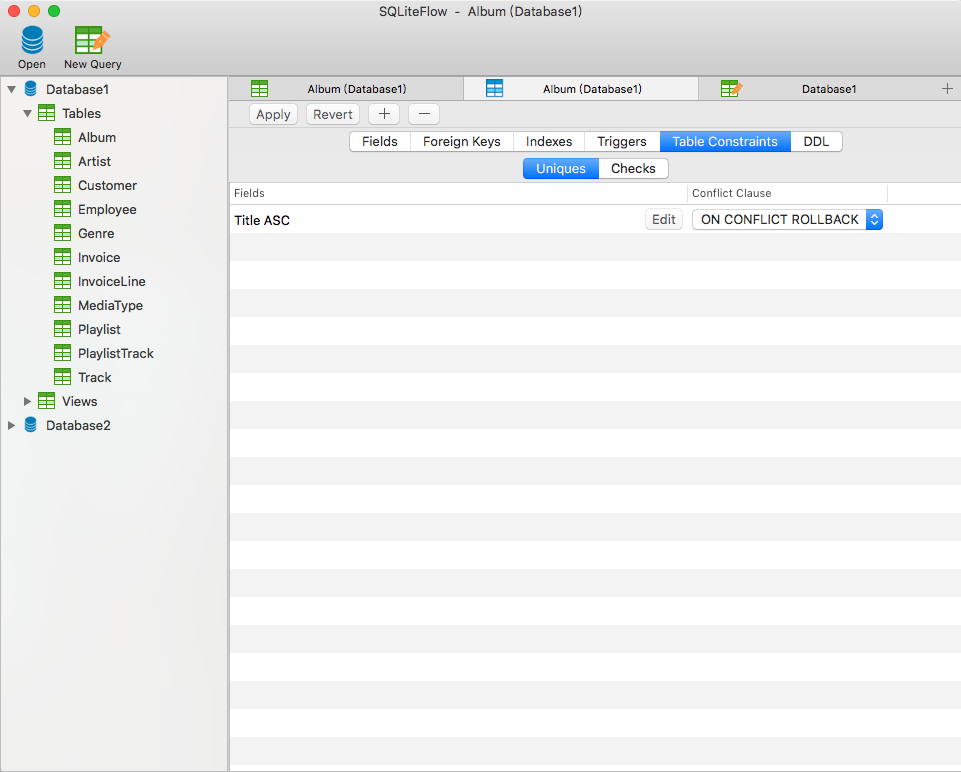 SQLiteFlow - Album (Database1)
Open
New Query
Database1
Tables
Album
Artist
Customer
Employee
Genre
Invoice
InvoiceLine
MediaType
Playlist
PlaylistTrack
Track
Views
Database2
Album (Database1)
Album (Database1)
Database1
Apply
Revert
Fields
Foreign Keys
Indexes
Triggers
Table Constraints
DDL
Uniques
Checks
Fields
Conflict Clause
Title ASC
Edit
ON CONFLICT ROLLBACK